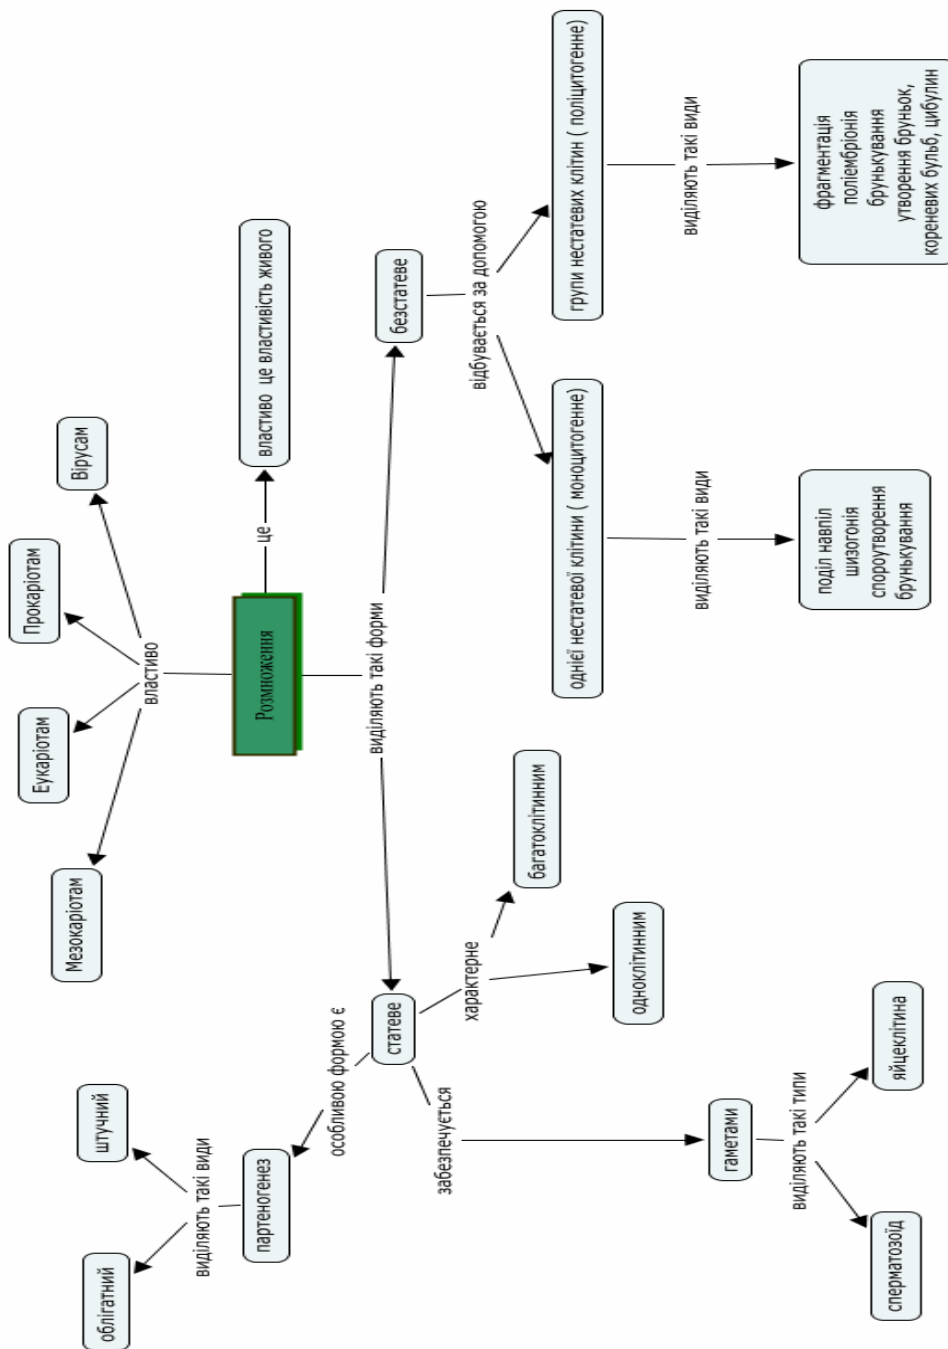 Мезокаріотам
Еукаріотам
Прокаріотам
Вірусам
властиво
Розмноження
це
властиво це властивість живого
виділяють такі форми
статеве
безстатеве
особливою формою є
партеногенез
виділяють такі види
облігатний
штучний
характерне
багатоклітинним
одноклітинним
забезпечується
гаметами
виділяють такі типи
сперматозоїд
яйцеклітина
відбувається за допомогою
однієї нестатевої клітини ( моноцитогенне)
групи нестатевих клітин ( поліцитогенне)
виділяють такі види
поділ навпіл
шизогонія
спороутворення
брунькування
виділяють такі види
фрагментація
поліембріонія
брунькування
утворення бруньок,
кореневих бульб, цибулин